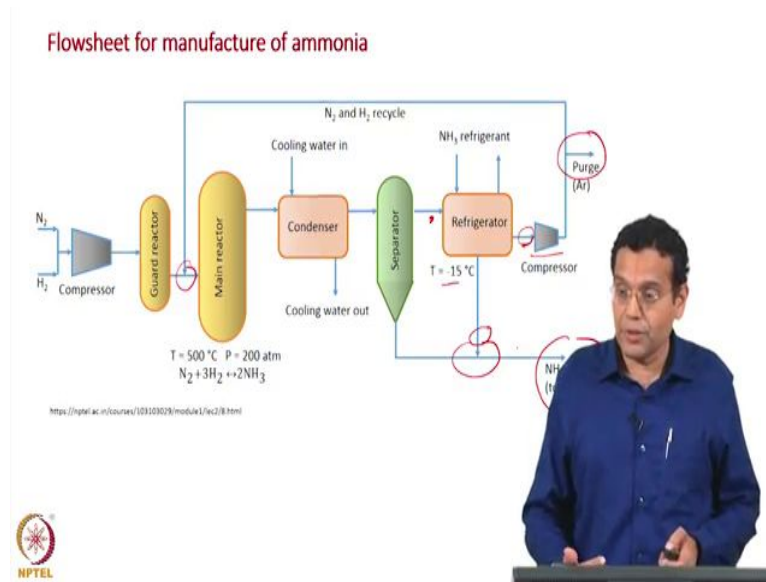 Flowsheet for manufacture of ammonia
N2 and H2 recycle
Cooling water in
NH3 refrigerant
Purge
(Ar)
N2
H2
Compressor
Guard reactor
Main reactor
Condenser
Separator
Refrigerator
Compressor
T = -15 °C
Cooling water out
T = 500 °C P = 200 atm
N2+3H2↔2NH3
NH
https://nptel.ac.in/courses/103103029/module1/lec2/8.html
NPTEL